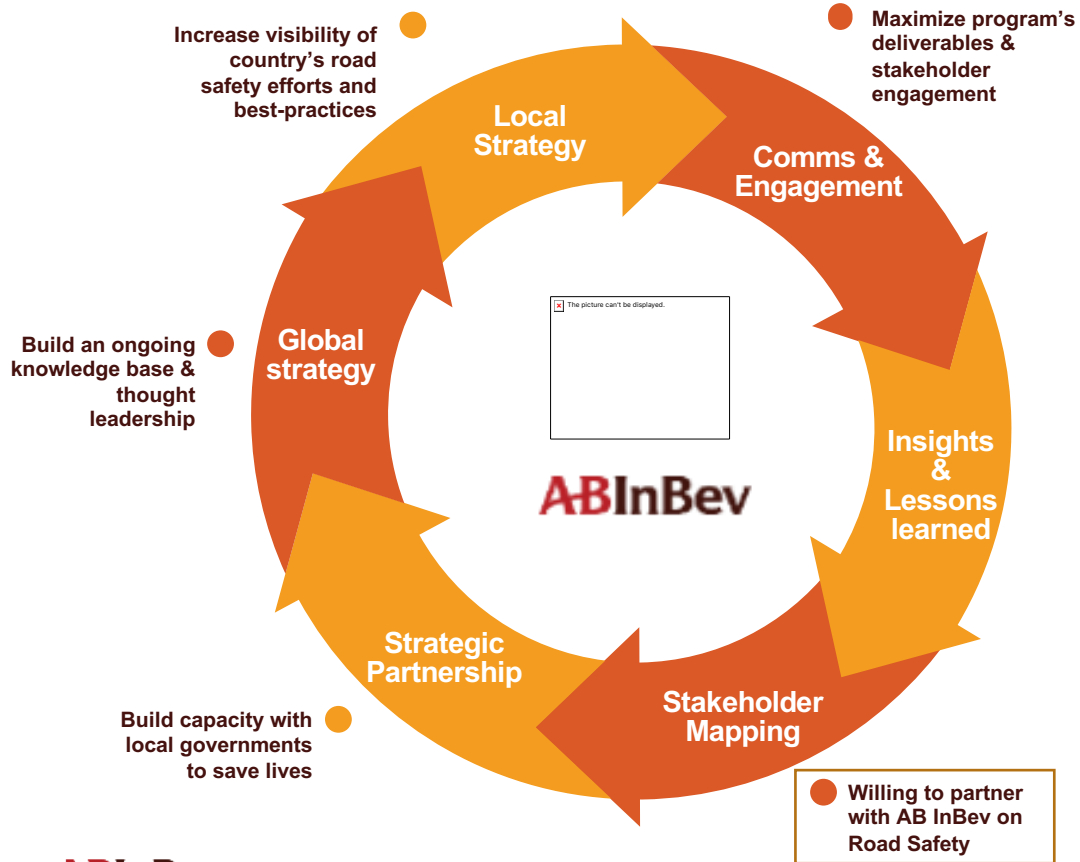 Increase visibility of
country's road
safety efforts and
best-practices
Maximize program's
deliverables &
stakeholder
engagement
Local
Strategy
Comms &
Engagement
The picture can't be displayed.
Build an ongoing
knowledge base &
thought
leadership
Global
strategy
ABInBev
Insights
&
Lessons
learned
Strategic
Partnership
Stakeholder
Mapping
Build capacity with
local governments
to save lives
Willing to partner
with AB InBev on
Road Safety